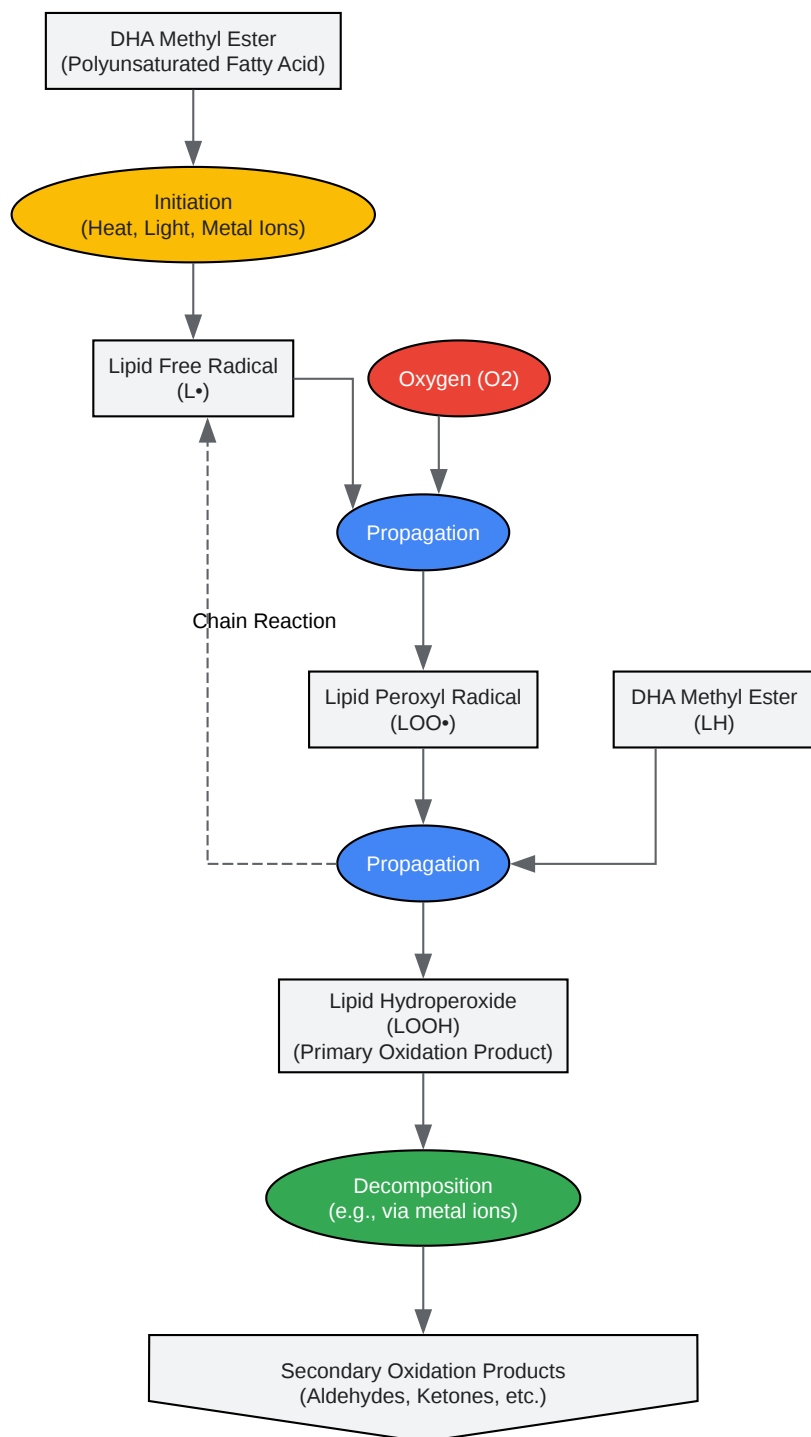 DHA Methyl Ester
(Polyunsaturated Fatty Acid)
Initiation
(Heat, Light, Metal Ions)
Lipid Free Radical
(L•)
Oxygen (O2)
Propagation
Chain Reaction
Lipid Peroxyl Radical
(LOO•)
DHA Methyl Ester
(LH)
Propagation
Lipid Hydroperoxide
(LOOH)
(Primary Oxidation Product)
Decomposition
(e.g., via metal ions)
Secondary Oxidation Products
(Aldehydes, Ketones, etc.)